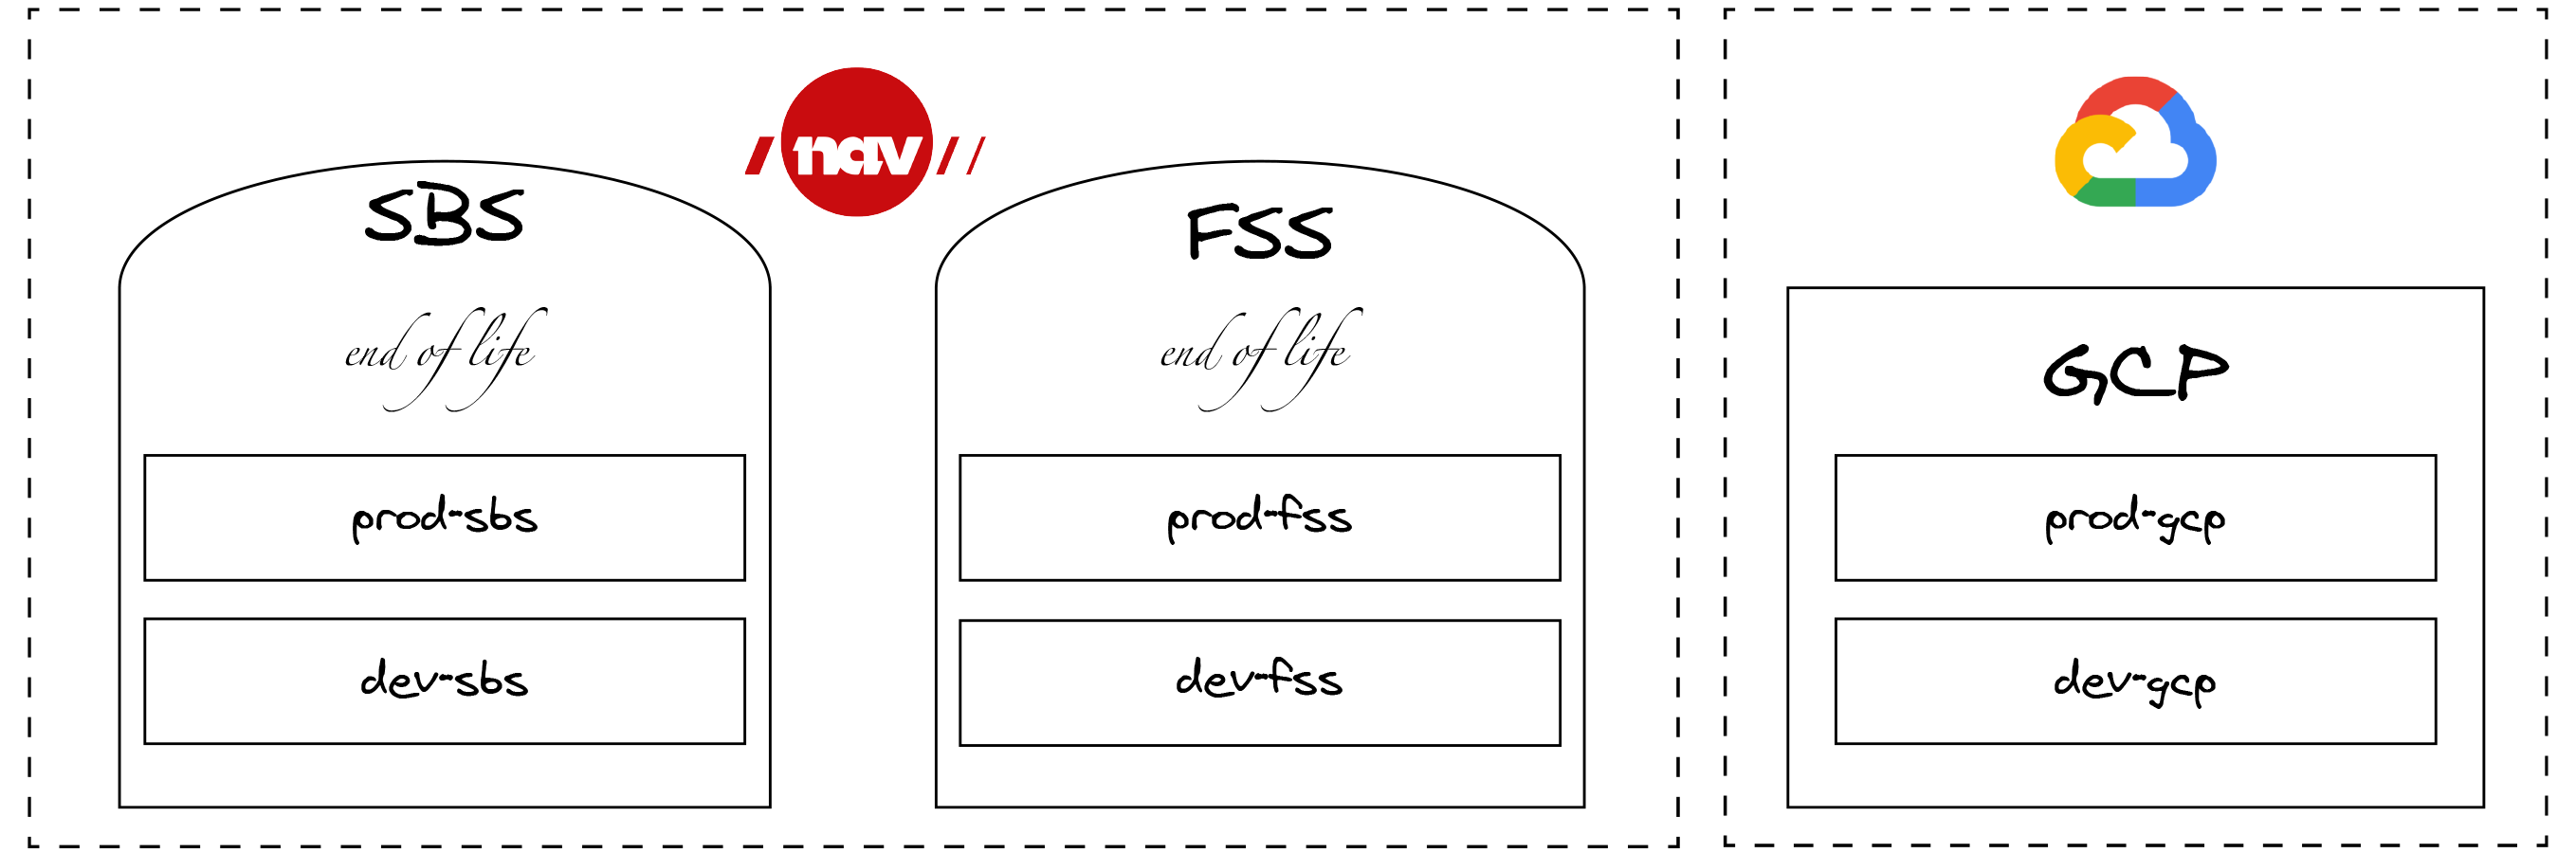 nav
SBS
end of life
prod-sbs
dev-sbs
FSS
end of life
prod-fss
dev-fss
GCP
prod-gcp
dev-gcp